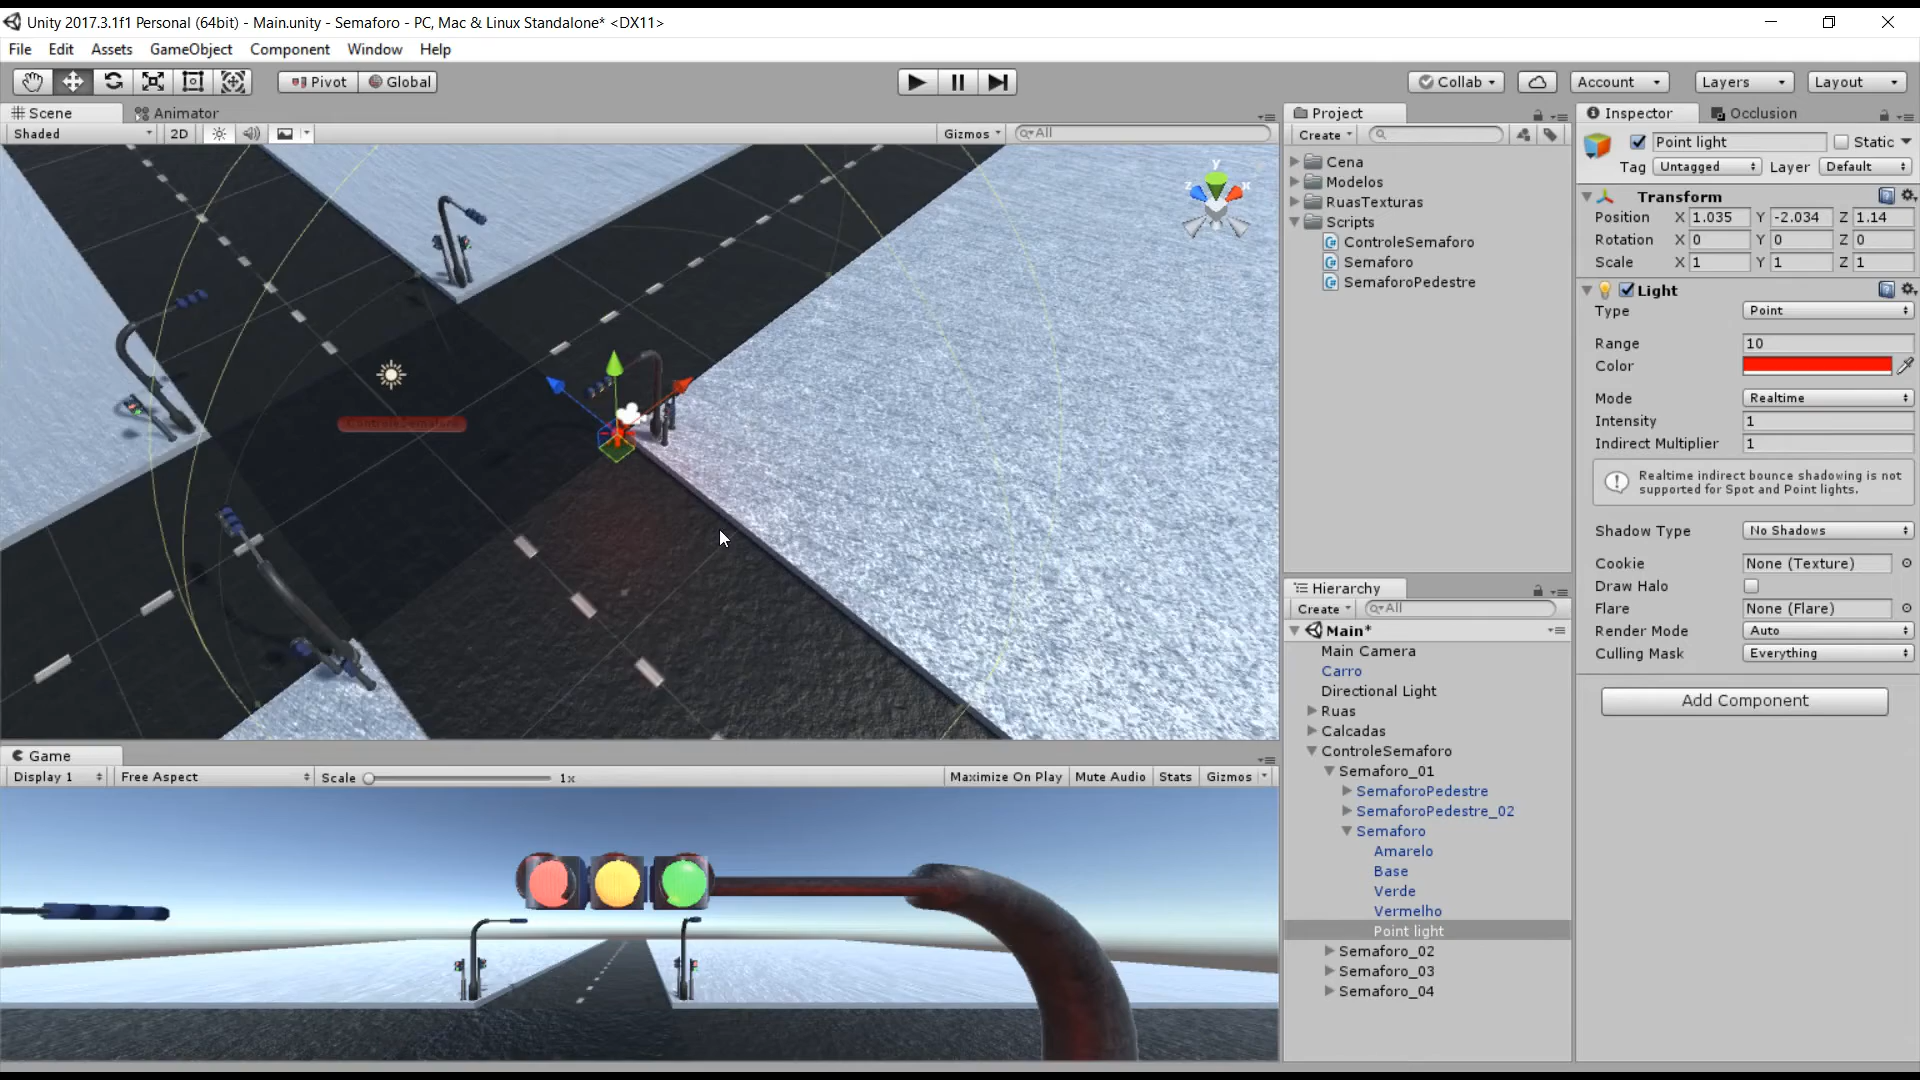 Unity 2017.3.1f1 Personal (64bit) - Main.unity - Semaforo - PC, Mac & Linux Standalone* <DX11>
File Edit Assets GameObject Component Window Help
Pivot Global Collab Account Layers Layout
Scene Animator
Shaded 2D Gizmos All
y
z x
ControleSemaforo
Game
Display 1 Free Aspect Scale 1x Maximize On Play Mute Audio Stats Gizmos
Project
Create
Cena
Modelos
RuasTexturas
Scripts
ControleSemaforo
Semaforo
SemaforoPedestre
Hierarchy
Create All
Main*
Main Camera
Carro
Directional Light
Ruas
Calcadas
ControleSemaforo
Semaforo_01
SemaforoPedestre
SemaforoPedestre_02
Semaforo
Amarelo
Base
Verde
Vermelho
Point light
Semaforo_02
Semaforo_03
Semaforo_04
Inspector Occlusion
Point light Static
Tag Untagged Layer Default
Transform
Position X 1.035 Y -2.034 Z 1.14
Rotation X 0 Y 0 Z 0
Scale X 1 Y 1 Z 1
Light
Type Point
Range 10
Color
Mode Realtime
Intensity 1
Indirect Multiplier 1
Realtime indirect bounce shadowing is not
supported for Spot and Point lights.
Shadow Type No Shadows
Cookie None (Texture)
Draw Halo
Flare None (Flare)
Render Mode Auto
Culling Mask Everything
Add Component